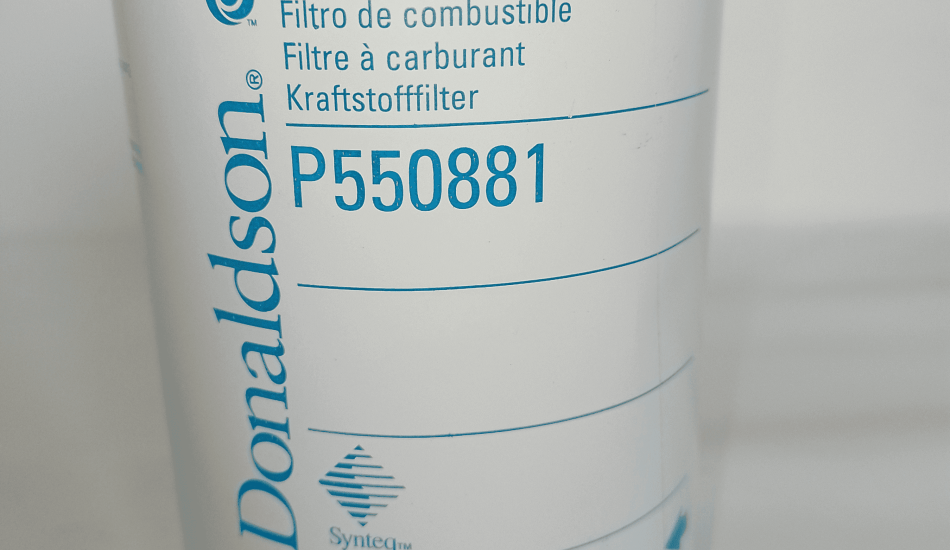 Filtro de combustible
Filtre à carburant
Kraftstofffilter
P550881
Donaldson®
Synteq™